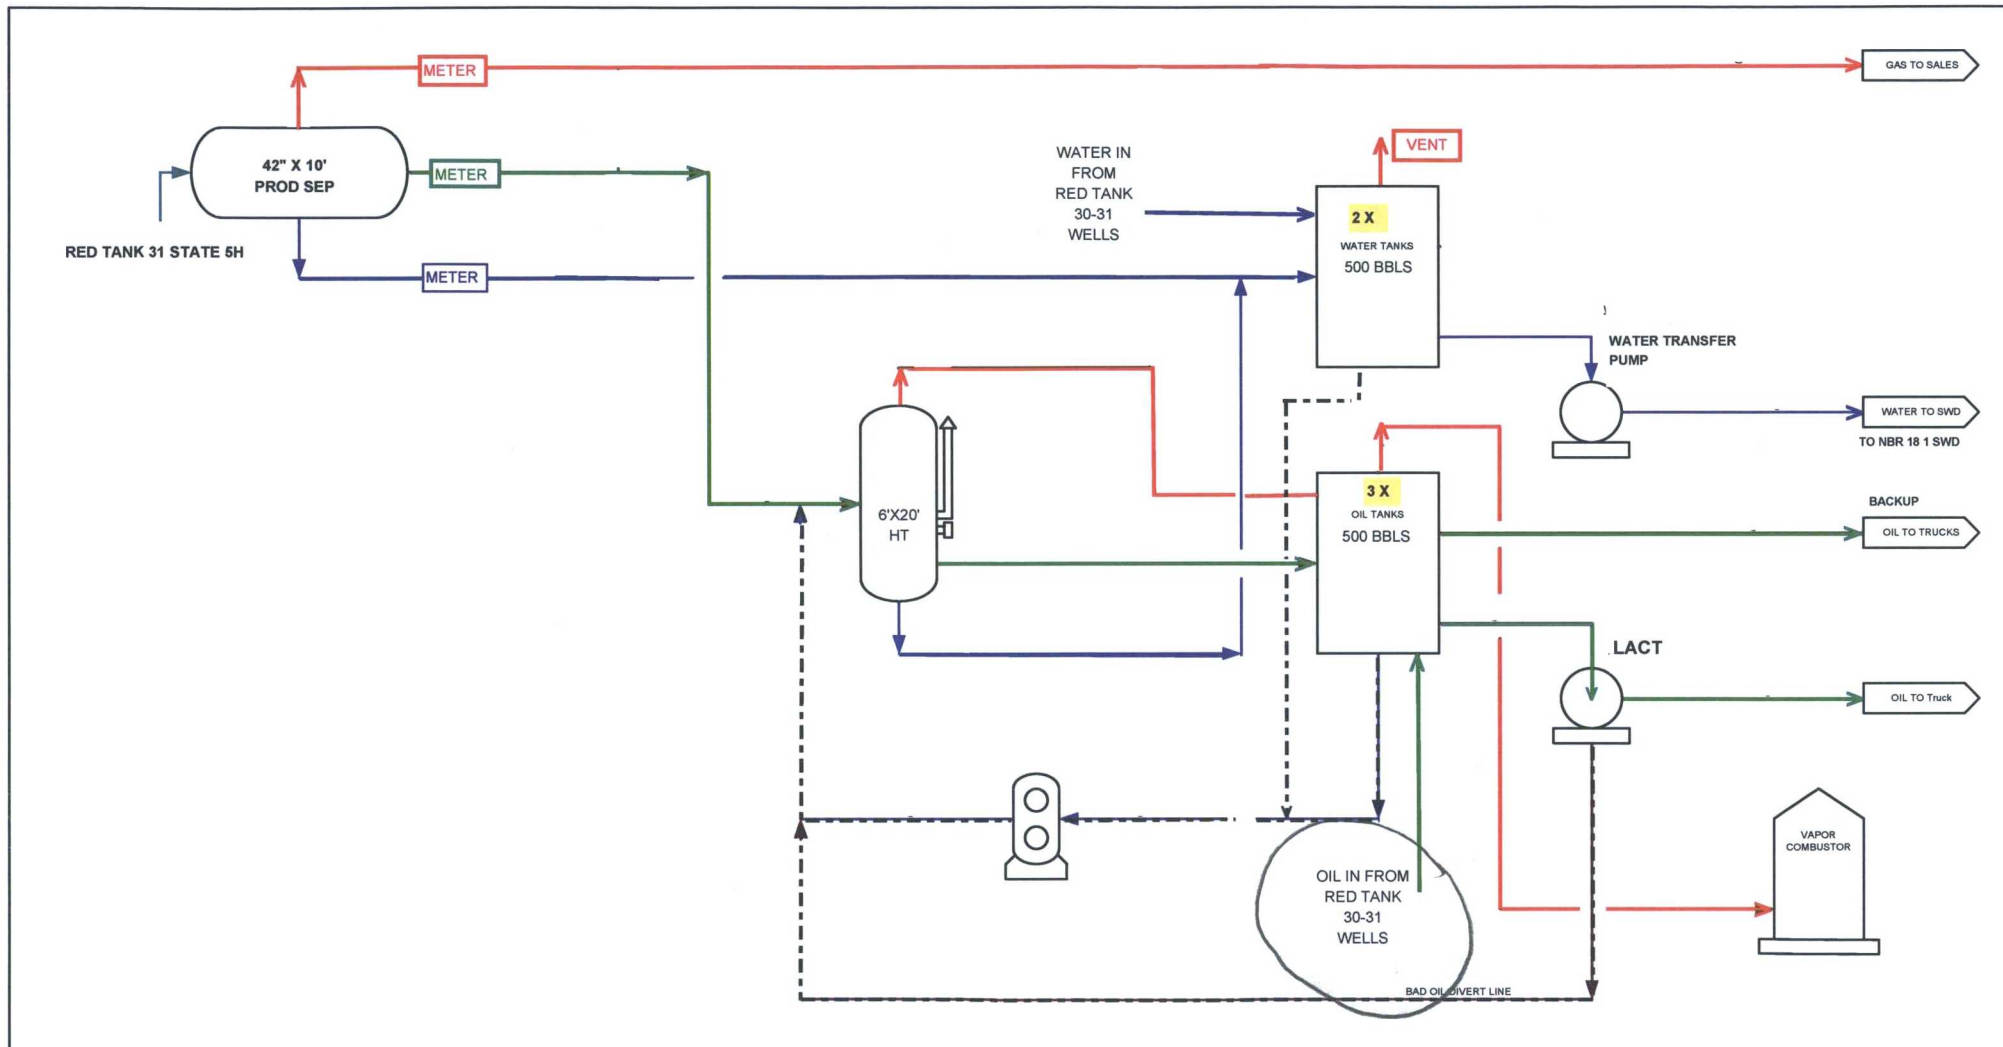 METER
GAS TO SALES
42" X 10'
PROD SEP
METER
RED TANK 31 STATE 5H
METER
WATER IN
FROM
RED TANK
30-31
WELLS
VENT
2 X
WATER TANKS
500 BBLS
WATER TRANSFER
PUMP
WATER TO SWD
TO NBR 18 1 SWD
6'X20'
HT
3 X
OIL TANKS
500 BBLS
BACKUP
OIL TO TRUCKS
LACT
OIL TO Truck
VAPOR
COMBUSTOR
OIL IN FROM
RED TANK
30-31
WELLS
BAD OIL DIVERT LINE